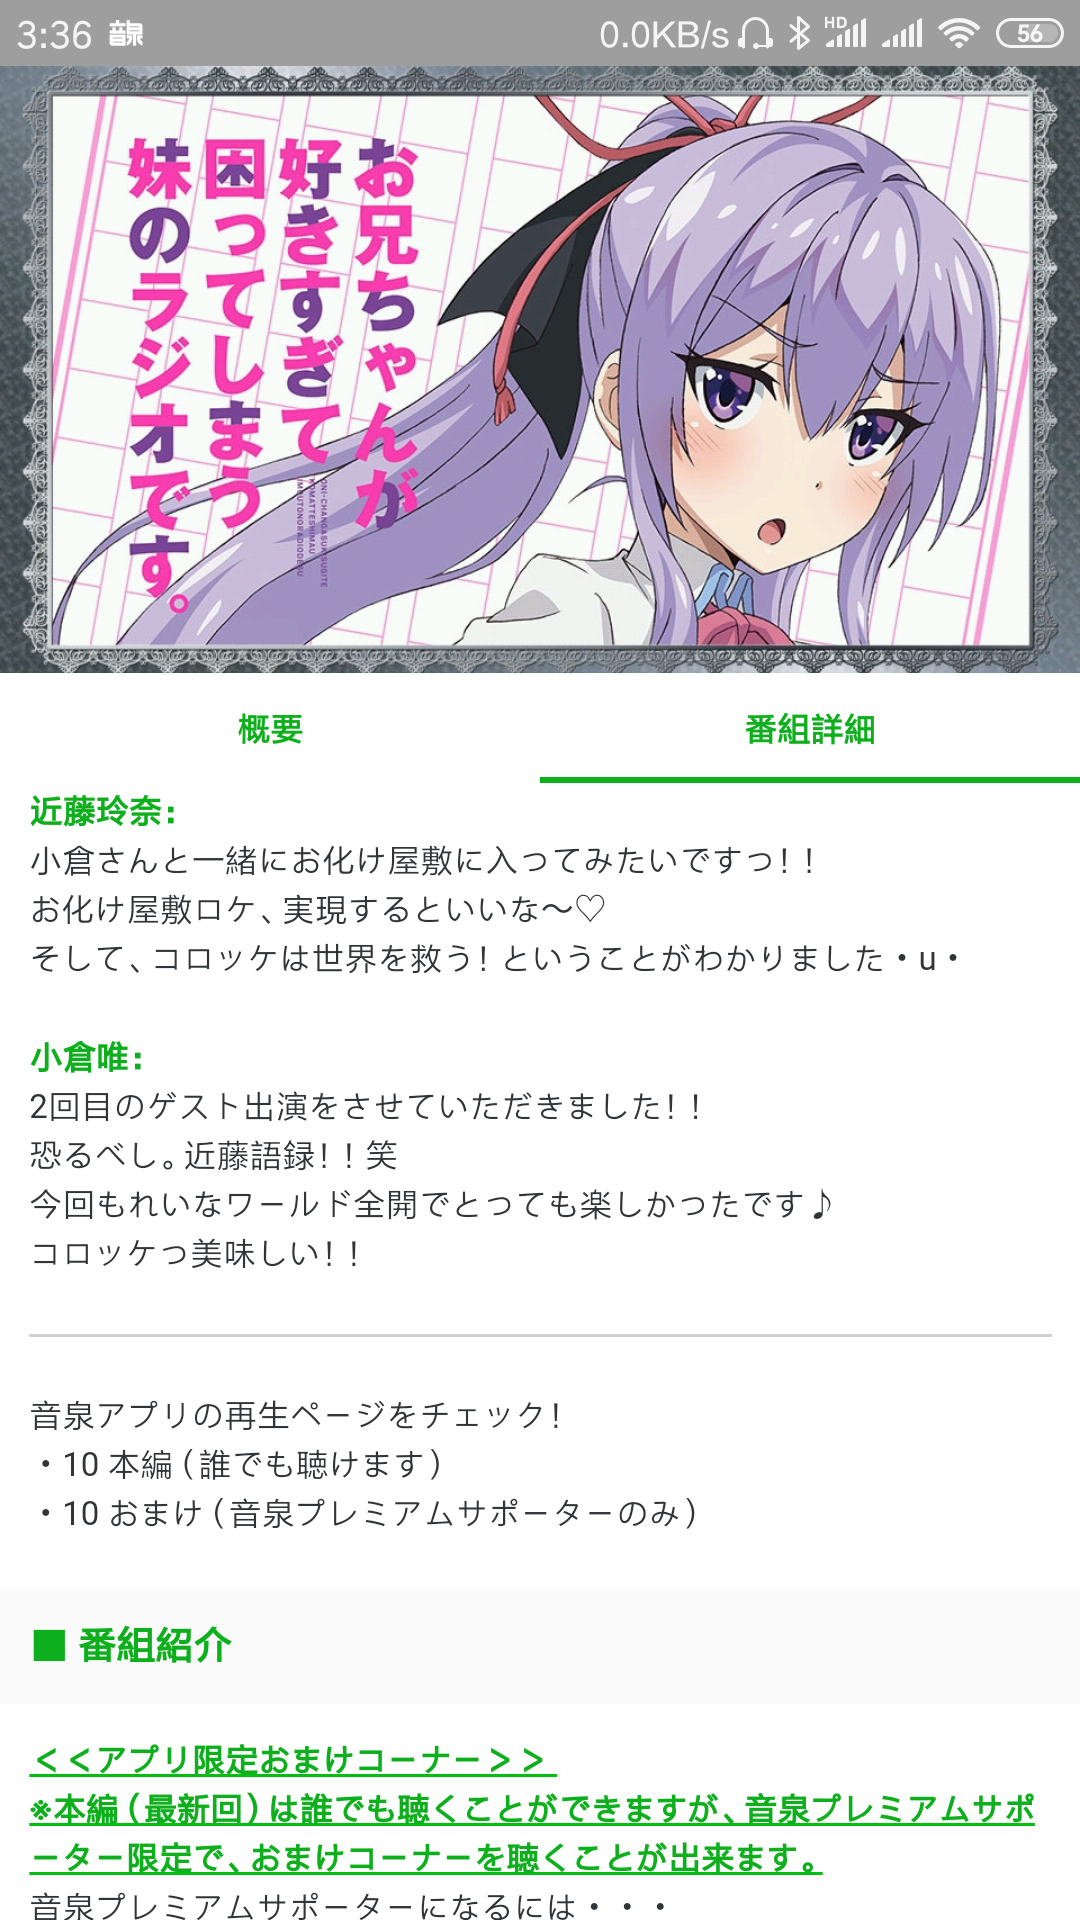 3:36 音泉 0.0KB/s HD 56
お兄ちゃんが
好きすぎて
困ってしまう
妹のラジオです。
ONI-CHANGASUKISUGITE
KOMATTESHIMAU
IMOUTONORADIODESU
概要 番組詳細
近藤玲奈：
小倉さんと一緒にお化け屋敷に入ってみたいですっ！！
お化け屋敷ロケ、実現するといいな〜♡
そして、コロッケは世界を救う！ということがわかりました・u・
小倉唯：
2回目のゲスト出演をさせていただきました！！
恐るべし。近藤語録！！笑
今回もれいなワールド全開でとっても楽しかったです♪
コロッケっ美味しい！！
音泉アプリの再生ページをチェック！
・10 本編（誰でも聴けます）
・10 おまけ（音泉プレミアムサポーターのみ）
■ 番組紹介
＜＜アプリ限定おまけコーナー＞＞
※本編（最新回）は誰でも聴くことができますが、音泉プレミアムサポ
ーター限定で、おまけコーナーを聴くことが出来ます。
音泉プレミアムサポーターになるには・・・